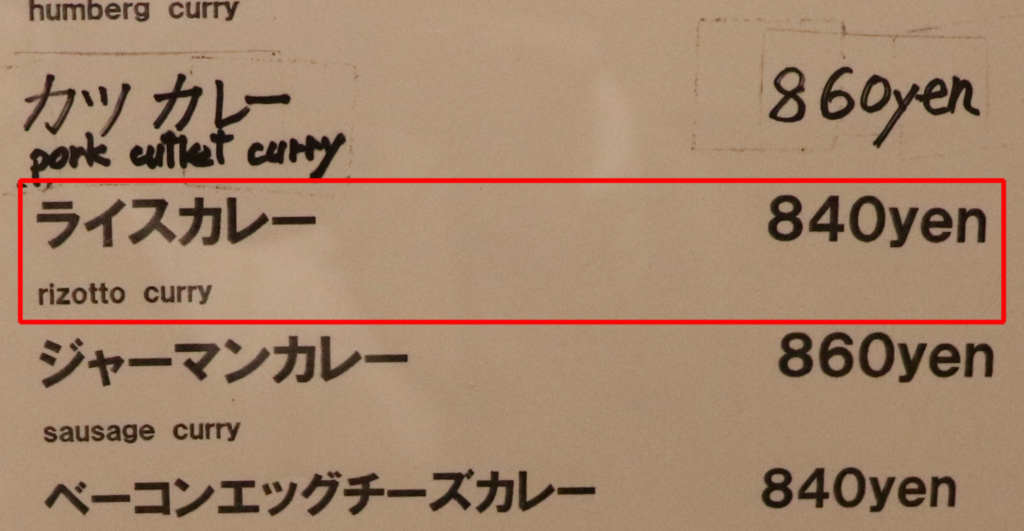 humberg curry
カツカレー 860yen
pork cutlet curry
ライスカレー 840yen
rizotto curry
ジャーマンカレー 860yen
sausage curry
ベーコンエッグチーズカレー 840yen